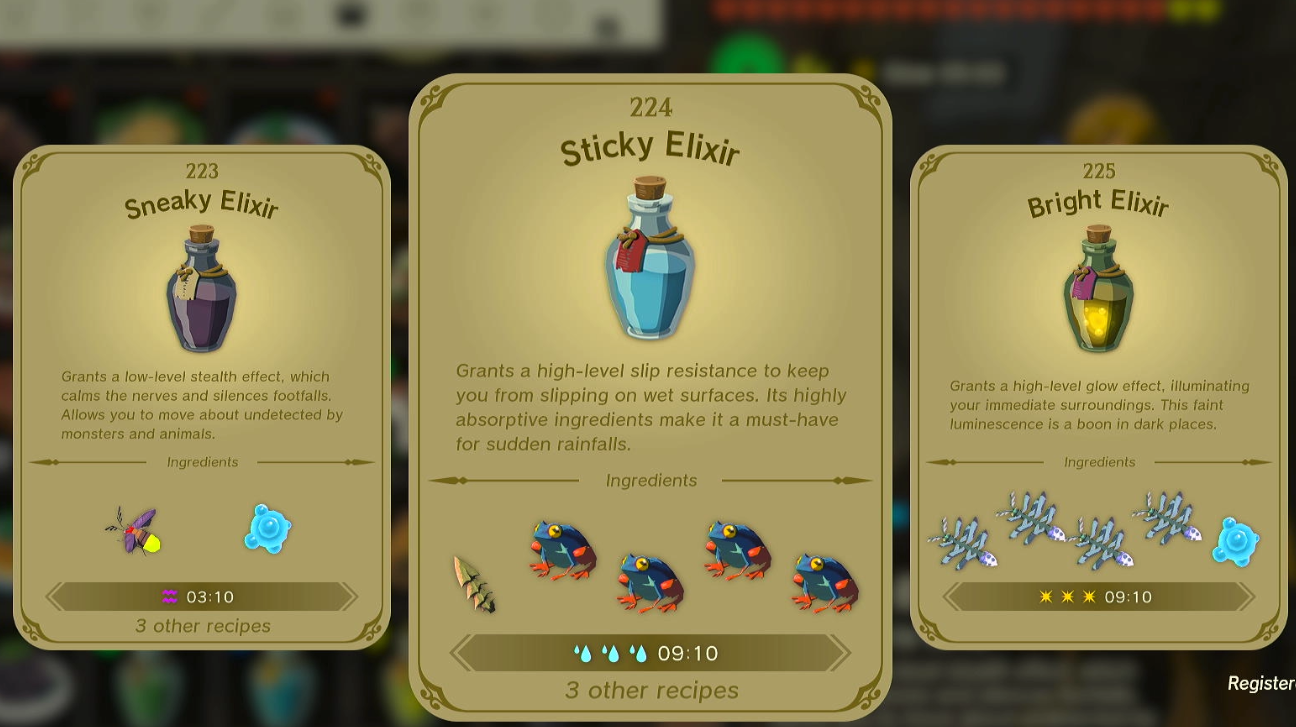 223
Sneaky Elixir
Grants a low-level stealth effect, which
calms the nerves and silences footfalls.
Allows you to move about undetected by
monsters and animals.
Ingredients
03:10
3 other recipes
224
Sticky Elixir
Grants a high-level slip resistance to keep
you from slipping on wet surfaces. Its highly
absorptive ingredients make it a must-have
for sudden rainfalls.
Ingredients
09:10
3 other recipes
225
Bright Elixir
Grants a high-level glow effect, illuminating
your immediate surroundings. This faint
luminescence is a boon in dark places.
Ingredients
09:10